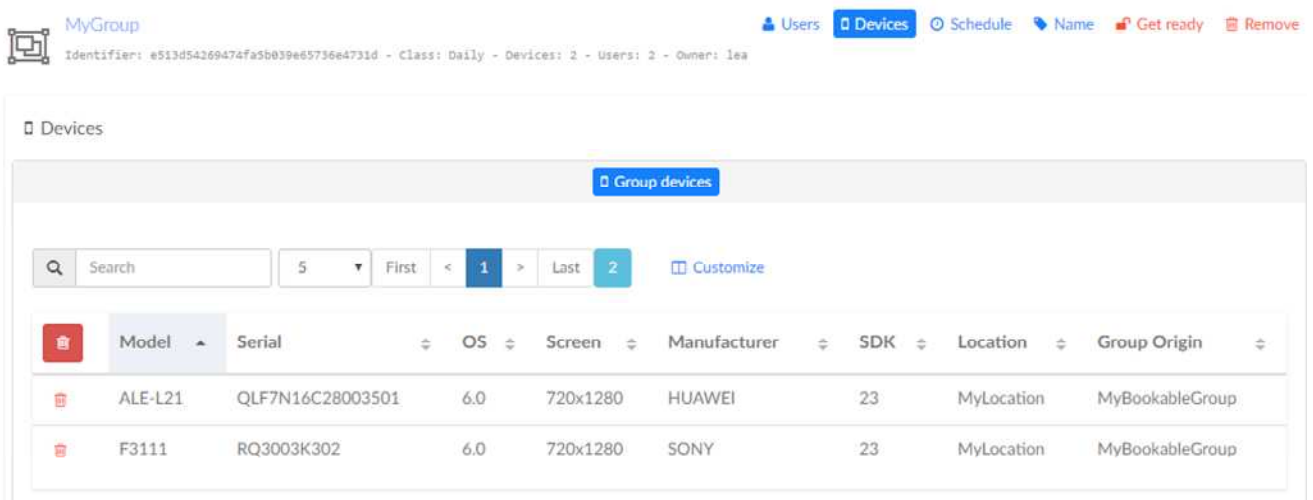 MyGroup
Users Devices Schedule Name Get ready Remove
Identifier: e513d54269474fa5b039e65736e4731d - Class: Daily - Devices: 2 - Users: 2 - Owner: lea
Devices
Group devices
Search 5 First < 1 > Last 2 Customize
Model Serial OS Screen Manufacturer SDK Location Group Origin
ALE-L21 QLF7N16C28003501 6.0 720x1280 HUAWEI 23 MyLocation MyBookableGroup
F3111 RQ3003K302 6.0 720x1280 SONY 23 MyLocation MyBookableGroup